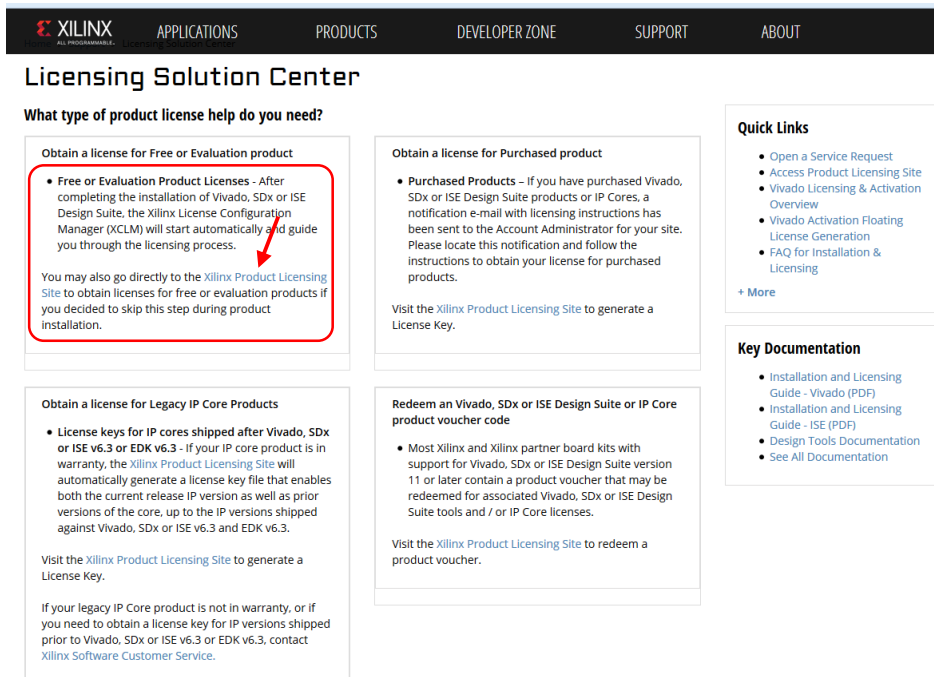 XILINX
ALL PROGRAMMABLE.
APPLICATIONS
PRODUCTS
DEVELOPER ZONE
SUPPORT
ABOUT
Home
Licensing Solution Center
Licensing Solution Center
What type of product license help do you need?
Obtain a license for Free or Evaluation product
• Free or Evaluation Product Licenses - After
completing the installation of Vivado, SDx or ISE
Design Suite, the Xilinx License Configuration
Manager (XCLM) will start automatically and guide
you through the licensing process.
You may also go directly to the Xilinx Product Licensing
Site to obtain licenses for free or evaluation products if
you decided to skip this step during product
installation.
Obtain a license for Purchased product
• Purchased Products – If you have purchased Vivado,
SDx or ISE Design Suite products or IP Cores, a
notification e-mail with licensing instructions has
been sent to the Account Administrator for your site.
Please locate this notification and follow the
instructions to obtain your license for purchased
products.
Visit the Xilinx Product Licensing Site to generate a
License Key.
Obtain a license for Legacy IP Core Products
• License keys for IP cores shipped after Vivado, SDx
or ISE v6.3 or EDK v6.3 - If your IP core product is in
warranty, the Xilinx Product Licensing Site will
automatically generate a license key file that enables
both the current release IP version as well as prior
versions of the core, up to the IP versions shipped
against Vivado, SDx or ISE v6.3 and EDK v6.3.
Visit the Xilinx Product Licensing Site to generate a
License Key.
If your legacy IP Core product is not in warranty, or if
you need to obtain a license key for IP versions shipped
prior to Vivado, SDx or ISE v6.3 or EDK v6.3, contact
Xilinx Software Customer Service.
Redeem an Vivado, SDx or ISE Design Suite or IP Core
product voucher code
• Most Xilinx and Xilinx partner board kits with
support for Vivado, SDx or ISE Design Suite version
11 or later contain a product voucher that may be
redeemed for associated Vivado, SDx or ISE Design
Suite tools and / or IP Core licenses.
Visit the Xilinx Product Licensing Site to redeem a
product voucher.
Quick Links
• Open a Service Request
• Access Product Licensing Site
• Vivado Licensing & Activation
Overview
• Vivado Activation Floating
License Generation
• FAQ for Installation &
Licensing
+ More
Key Documentation
• Installation and Licensing
Guide - Vivado (PDF)
• Installation and Licensing
Guide - ISE (PDF)
• Design Tools Documentation
• See All Documentation